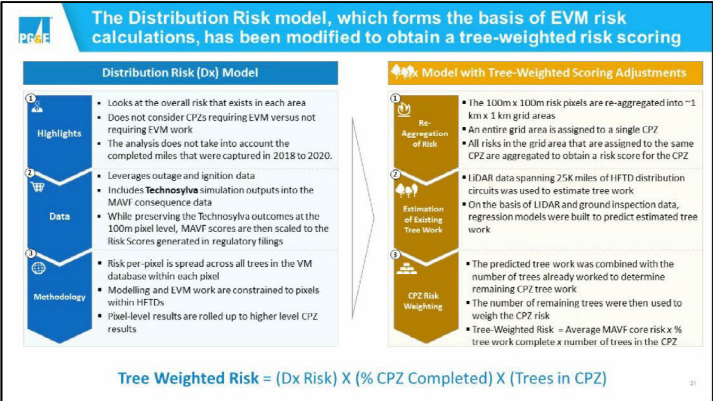 PG&E
The Distribution Risk model, which forms the basis of EVM risk
calculations, has been modified to obtain a tree-weighted risk scoring
Distribution Risk (Dx) Model
1
Highlights
▪ Looks at the overall risk that exists in each area
▪ Does not consider CPZs requiring EVM versus not
requiring EVM work
▪ The analysis does not take into account the
completed miles that were captured in 2018 to 2020.
2
Data
▪ Leverages outage and ignition data
▪ Includes Technosylva simulation outputs into the
MAVF consequence data
▪ While preserving the Technosylva outcomes at the
100m pixel level, MAVF scores are then scaled to the
Risk Scores generated in regulatory filings
3
Methodology
▪ Risk per-pixel is spread across all trees in the VM
database within each pixel
▪ Modelling and EVM work are constrained to pixels
within HFTDs
▪ Pixel-level results are rolled up to higher level CPZ
results
x Model with Tree-Weighted Scoring Adjustments
1
Re-
Aggregation
of Risk
▪ The 100m x 100m risk pixels are re-aggregated into ~1
km x 1 km grid areas
▪ An entire grid area is assigned to a single CPZ
▪ All risks in the grid area that are assigned to the same
CPZ are aggregated to obtain a risk score for the CPZ
2
Estimation
of Existing
Tree Work
▪ LiDAR data spanning 25K miles of HFTD distribution
circuits was used to estimate tree work
▪ On the basis of LIDAR and ground inspection data,
regression models were built to predict estimated tree
work
3
CPZ Risk
Weighting
▪ The predicted tree work was combined with the
number of trees already worked to determine
remaining CPZ tree work
▪ The number of remaining trees were then used to
weigh the CPZ risk
▪ Tree-Weighted Risk = Average MAVF core risk x %
tree work complete x number of trees in the CPZ
Tree Weighted Risk = (Dx Risk) X (% CPZ Completed) X (Trees in CPZ)